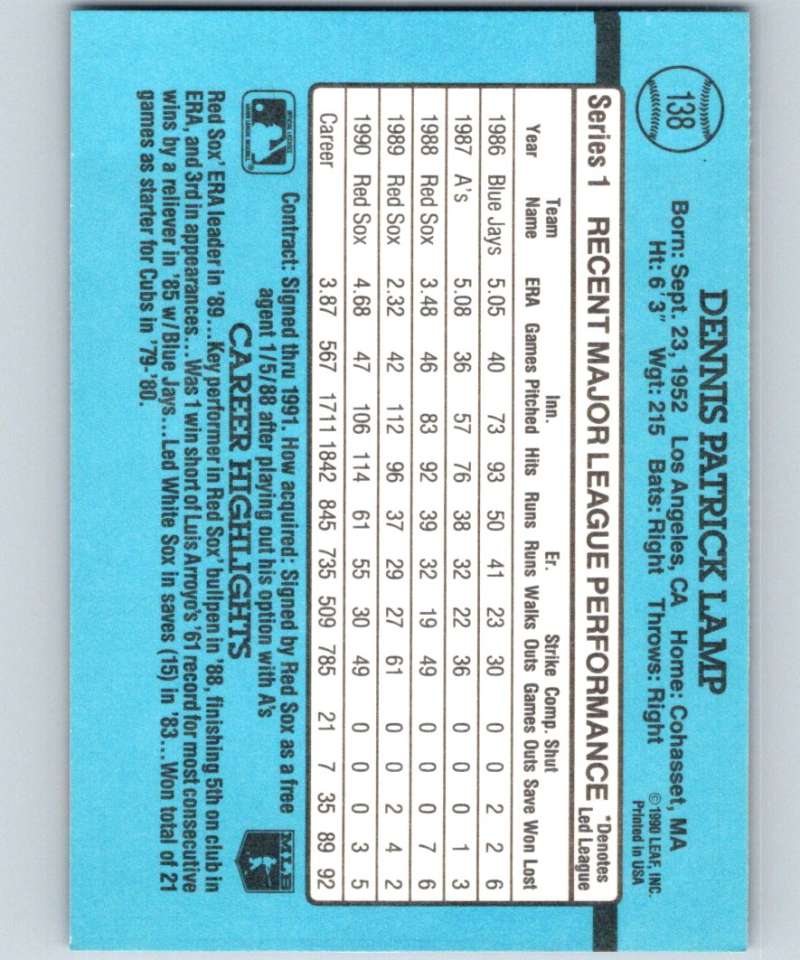 138
DENNIS PATRICK LAMP
Born: Sept. 23, 1952 Los Angeles, CA Home: Cohasset, MA
Ht: 6' 3" Wgt: 215 Bats: Right Throws: Right
© 1990 LEAF, INC.
Printed in USA
Series 1 RECENT MAJOR LEAGUE PERFORMANCE *Denotes Led League
Team Inn. Er. Strike Comp. Shut
Year Name ERA Games Pitched Hits Runs Runs Walks Outs Games Outs Save Won Lost
1986 Blue Jays 5.05 40 73 93 50 41 23 30 0 0 2 2 6
1987 A's 5.08 36 57 76 38 32 22 36 0 0 0 1 3
1988 Red Sox 3.48 46 83 92 39 32 19 49 0 0 0 7 6
1989 Red Sox 2.32 42 112 96 37 29 27 61 0 0 2 4 2
1990 Red Sox 4.68 47 106 114 61 55 30 49 0 0 0 3 5
Career 3.87 567 1711 1842 845 735 509 785 21 7 35 89 92
Contract: Signed thru 1991. How acquired: Signed by Red Sox as a free
agent 1/5/88 after playing out his option with A's
MLB
CAREER HIGHLIGHTS
Red Sox' ERA leader in '89...Key performer in Red Sox' bullpen in '88, finishing 5th on club in
ERA, and 3rd in appearances...Was 1 win short of Luis Arroyo's '61 record for most consecutive
wins by a reliever in '85 w/Blue Jays...Led White Sox in saves (15) in '83...Won total of 21
games as starter for Cubs in '79-'80.